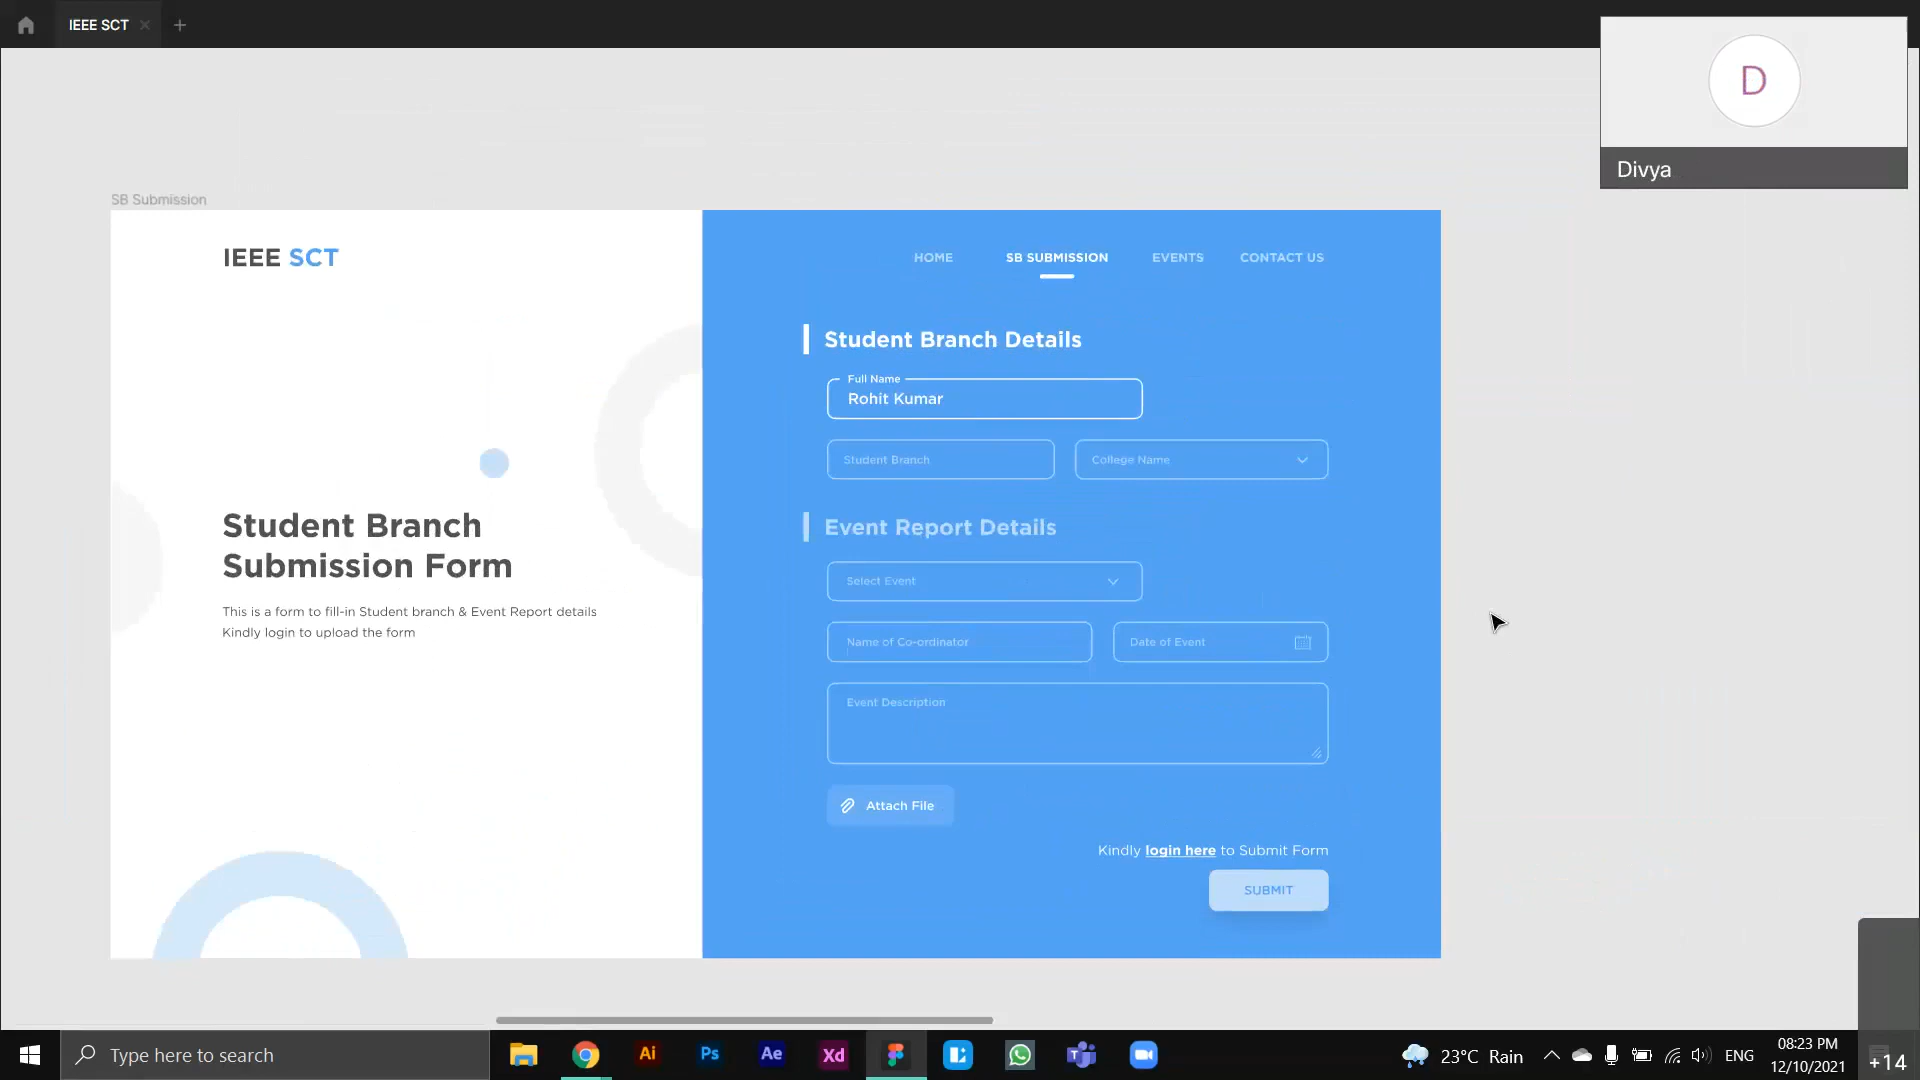 IEEE SCT
D
Divya
SB Submission
IEEE SCT
HOME SB SUBMISSION EVENTS CONTACT US
Student Branch Details
Full Name
Rohit Kumar
Student Branch
College Name
Event Report Details
Select Event
Name of Co-ordinator
Date of Event
Event Description
Attach File
Kindly login here to Submit Form
SUBMIT
Student Branch
Submission Form
This is a form to fill-in Student branch & Event Report details
Kindly login to upload the form
Type here to search
Ai
Ps
Ae
Xd
23°C Rain
ENG
08:23 PM
12/10/2021
+14